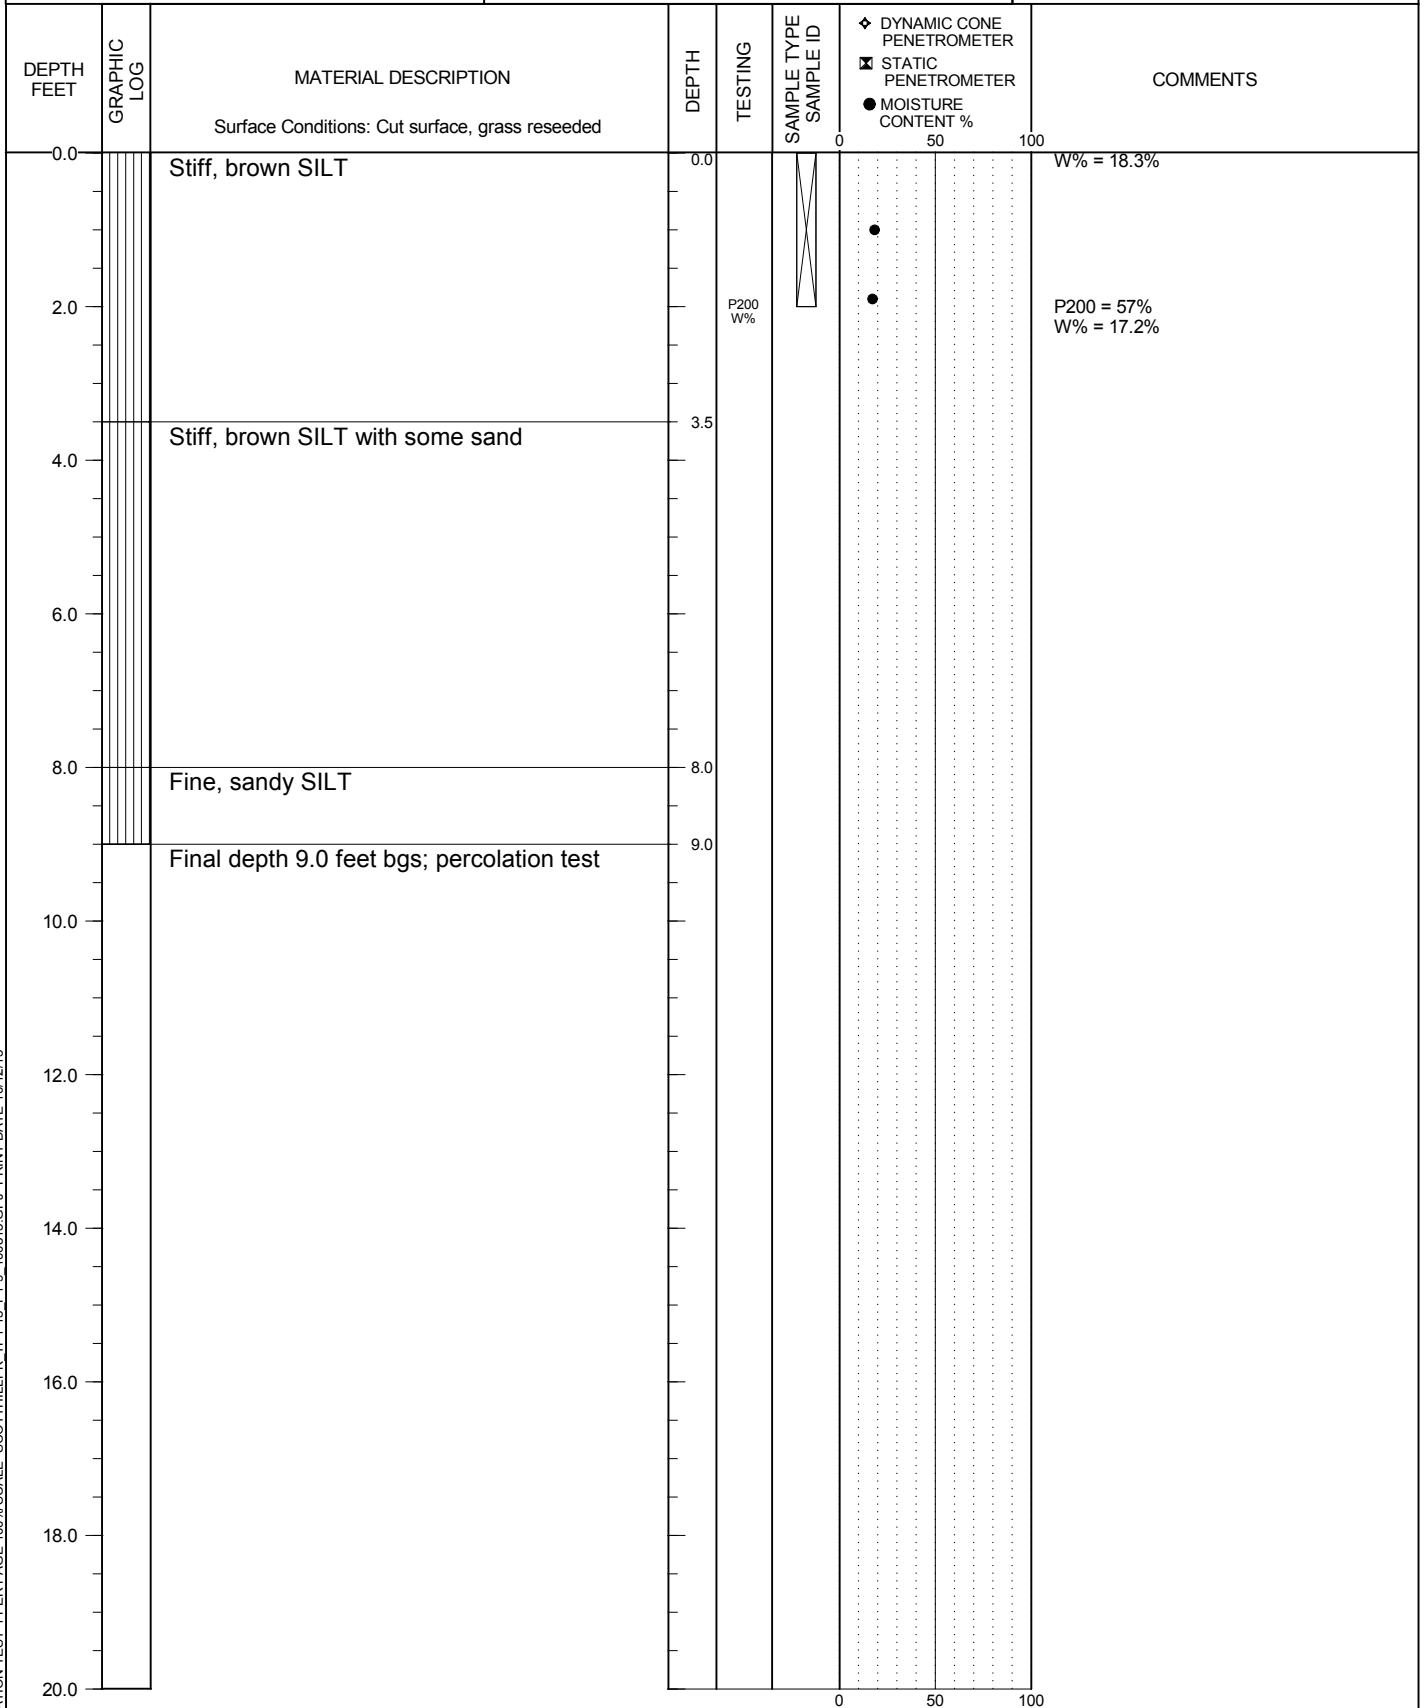 DEPTH
FEET
GRAPHIC
LOG
MATERIAL DESCRIPTION
Surface Conditions: Cut surface, grass reseeded
DEPTH
TESTING
SAMPLE TYPE
SAMPLE ID
DYNAMIC CONE
PENETROMETER
STATIC
PENETROMETER
MOISTURE
CONTENT %
0 50 100
COMMENTS
0.0
Stiff, brown SILT
0.0
W% = 18.3%
2.0
P200
W%
P200 = 57%
W% = 17.2%
3.5
Stiff, brown SILT with some sand
4.0
6.0
8.0
8.0
Fine, sandy SILT
9.0
Final depth 9.0 feet bgs; percolation test
10.0
12.0
14.0
16.0
18.0
20.0
0 50 100